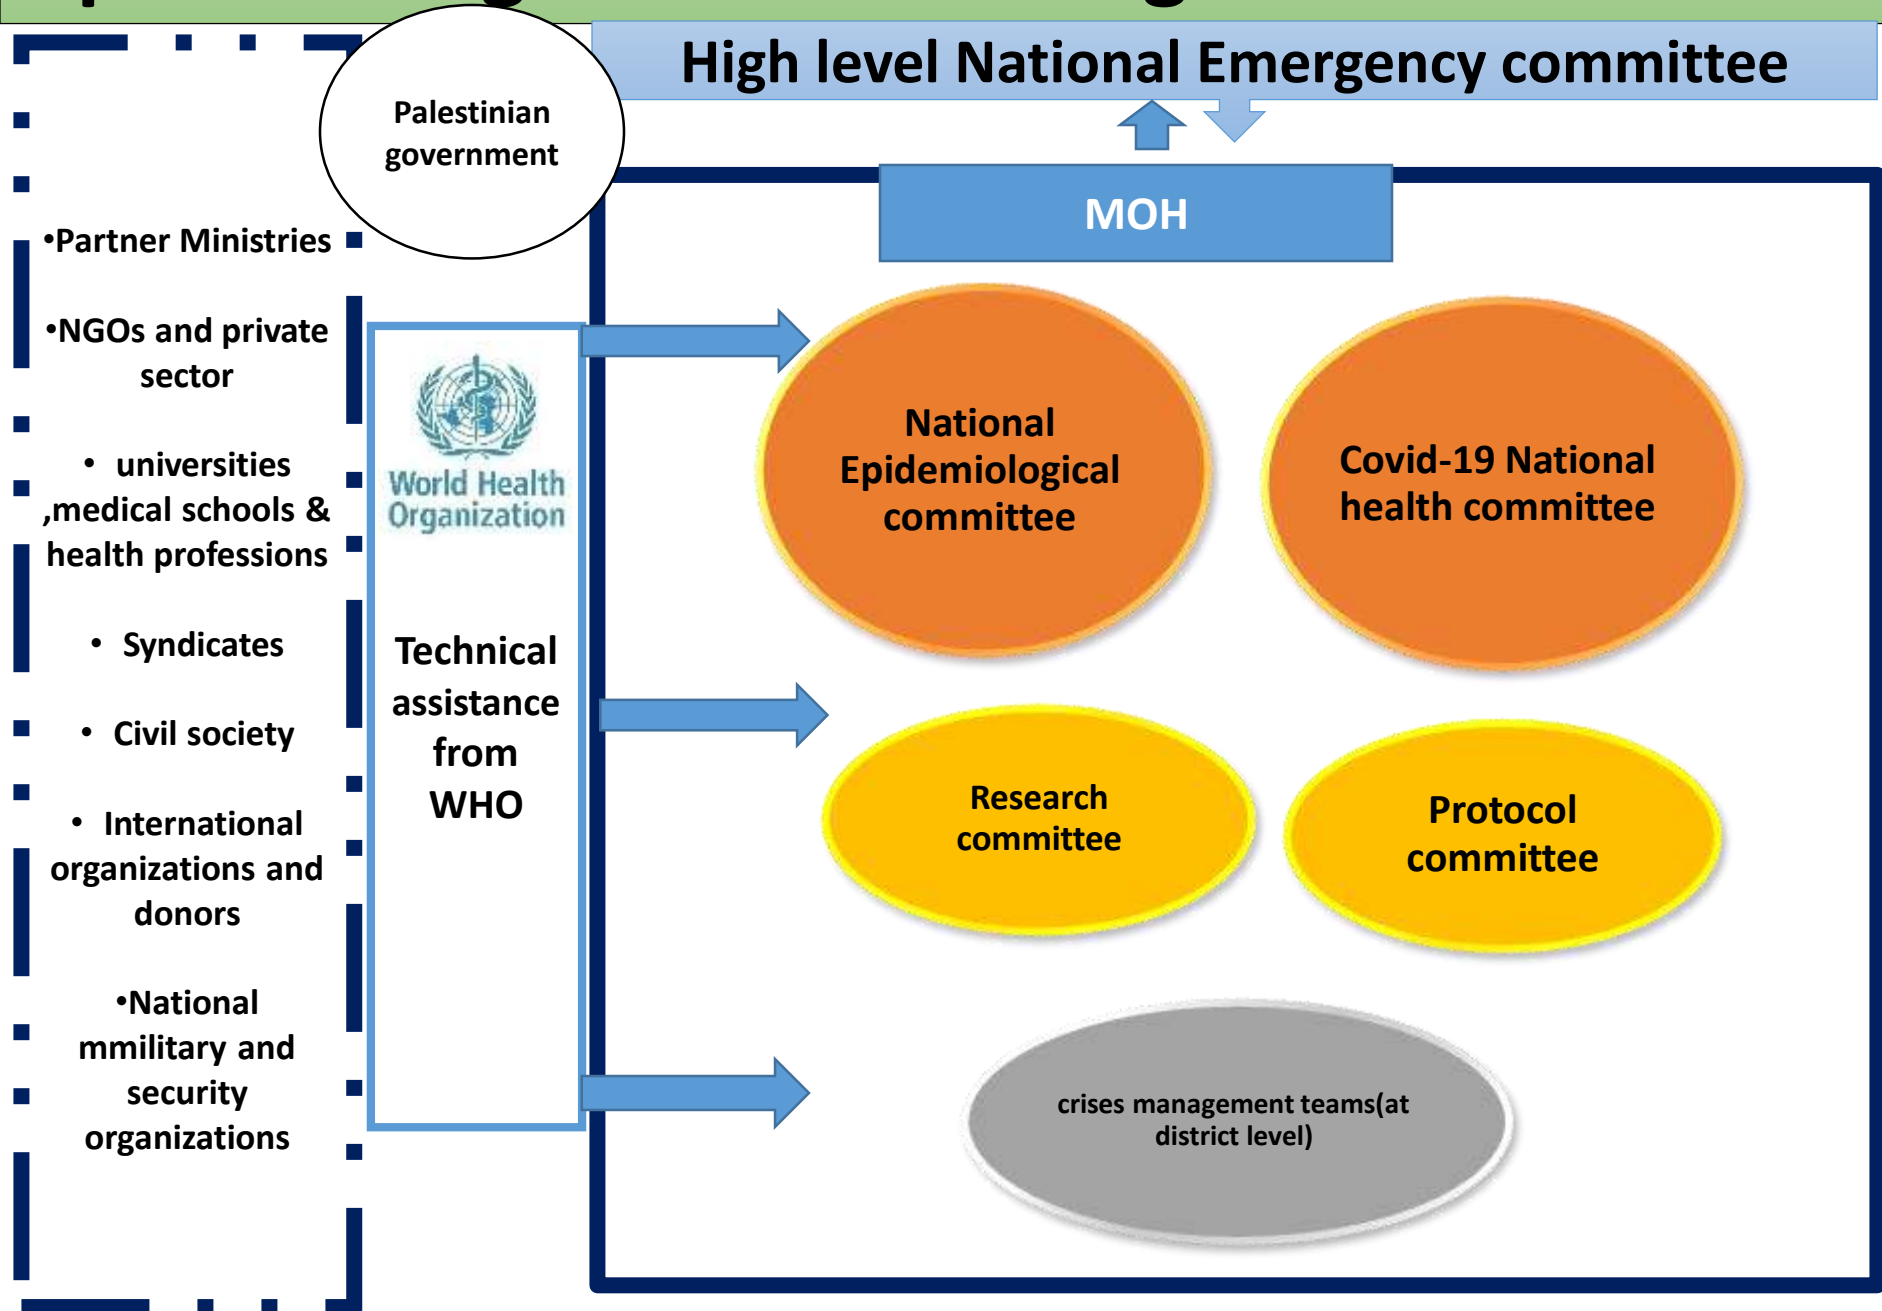 High level National Emergency committee
Palestinian
government
MOH
•Partner Ministries
•NGOs and private
sector
• universities
,medical schools &
health professions
• Syndicates
• Civil society
• International
organizations and
donors
•National
mmilitary and
security
organizations
World Health
Organization
Technical
assistance
from
WHO
National
Epidemiological
committee
Covid-19 National
health committee
Research
committee
Protocol
committee
crises management teams(at
district level)